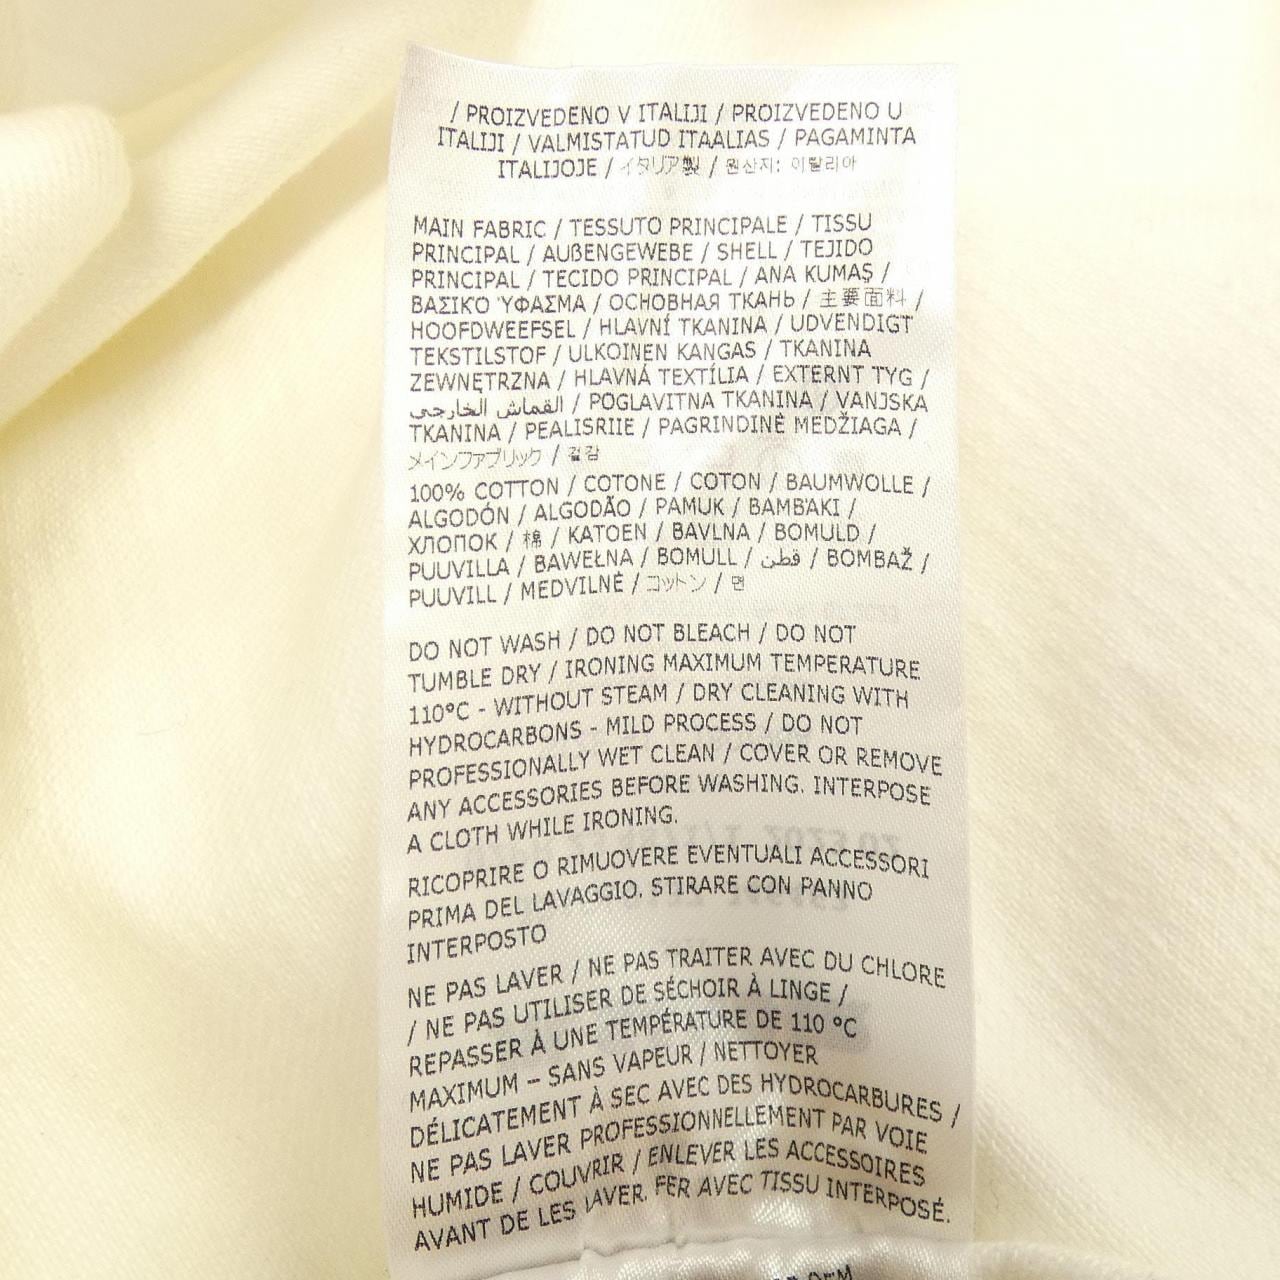 / PROIZVEDENO V ITALIJI / PROIZVEDENO U
ITALIJI / VALMISTATUD ITAALIAS / PAGAMINTA
ITALIJOJE / イタリア製 / 원산지: 이탈리아
MAIN FABRIC / TESSUTO PRINCIPALE / TISSU
PRINCIPAL / AUßENGEWEBE / SHELL / TEJIDO
PRINCIPAL / TECIDO PRINCIPAL / ANA KUMAŞ /
ΒΑΣΙΚΌ ΎΦΑΣΜΑ / ОСНОВНАЯ ТКАНЬ / 主要面料 /
HOOFDWEEFSEL / HLAVNÍ TKANINA / UDVENDIGT
TEKSTILSTOF / ULKOINEN KANGAS / TKANINA
ZEWNĘTRZNA / HLAVNÁ TEXTÍLIA / EXTERNT TYG /
القماش الخارجي / POGLAVITNA TKANINA / VANJSKA
TKANINA / PEALISRIIE / PAGRINDINĖ MEDŽIAGA /
メインファブリック / 겉감
100% COTTON / COTONE / COTON / BAUMWOLLE /
ALGODÓN / ALGODÃO / PAMUK / ΒΑΜΒΆΚΙ /
ХЛОПОК / 棉 / KATOEN / BAVLNA / BOMULD /
PUUVILLA / BAWEŁNA / BOMULL / قطن / BOMBAŽ /
PUUVILL / MEDVILNĖ / コットン / 면
DO NOT WASH / DO NOT BLEACH / DO NOT
TUMBLE DRY / IRONING MAXIMUM TEMPERATURE
110°C - WITHOUT STEAM / DRY CLEANING WITH
HYDROCARBONS - MILD PROCESS / DO NOT
PROFESSIONALLY WET CLEAN / COVER OR REMOVE
ANY ACCESSORIES BEFORE WASHING. INTERPOSE
A CLOTH WHILE IRONING.
RICOPRIRE O RIMUOVERE EVENTUALI ACCESSORI
PRIMA DEL LAVAGGIO. STIRARE CON PANNO
INTERPOSTO
NE PAS LAVER / NE PAS TRAITER AVEC DU CHLORE
/ NE PAS UTILISER DE SÉCHOIR À LINGE /
REPASSER À UNE TEMPÉRATURE DE 110 °C
MAXIMUM – SANS VAPEUR / NETTOYER
DÉLICATEMENT À SEC AVEC DES HYDROCARBURES /
NE PAS LAVER PROFESSIONNELLEMENT PAR VOIE
HUMIDE / COUVRIR / ENLEVER LES ACCESSOIRES
AVANT DE LES LAVER. FER AVEC TISSU INTERPOSÉ.